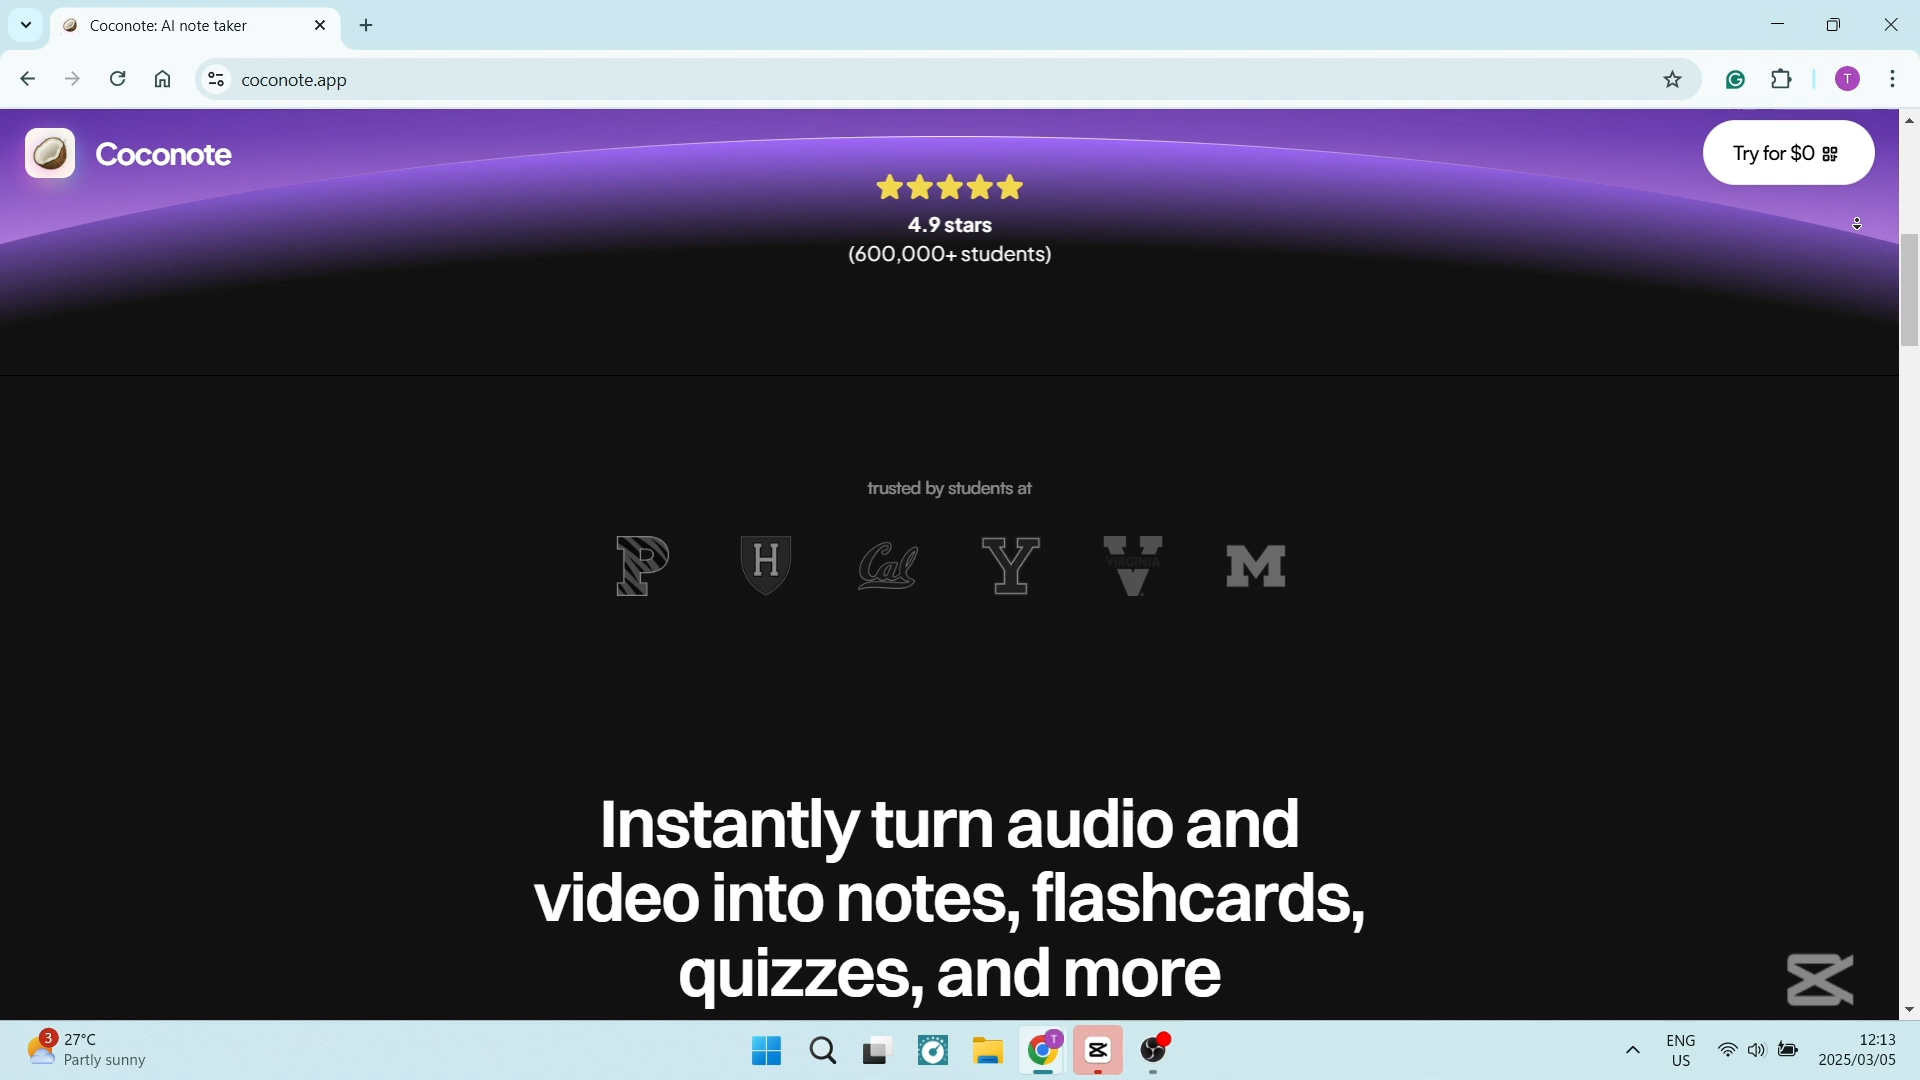 Coconote: AI note taker
coconote.app
T
Coconote
Try for $0
4.9 stars
(600,000+ students)
trusted by students at
P
H
Cal
Y
V
VIRGINIA
M
Instantly turn audio and
video into notes, flashcards,
quizzes, and more
3
27°C
Partly sunny
T
ENG
US
12:13
2025/03/05